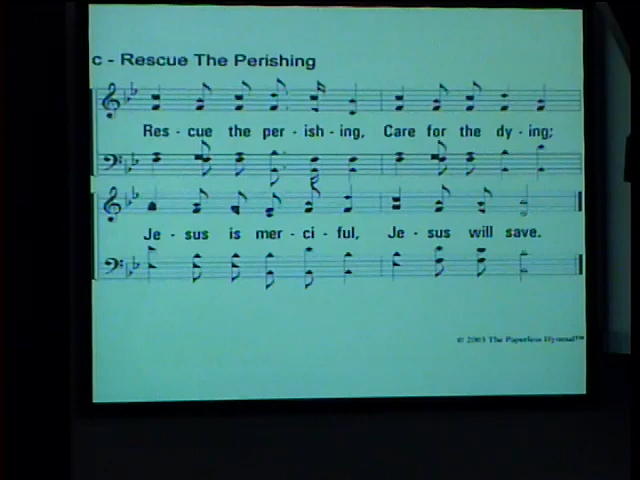 c - Rescue The Perishing
Res - cue the per - ish - ing, Care for the dy - ing;
Je - sus is mer - ci - ful, Je - sus will save.
© 2003 The Paperless Hymnal™